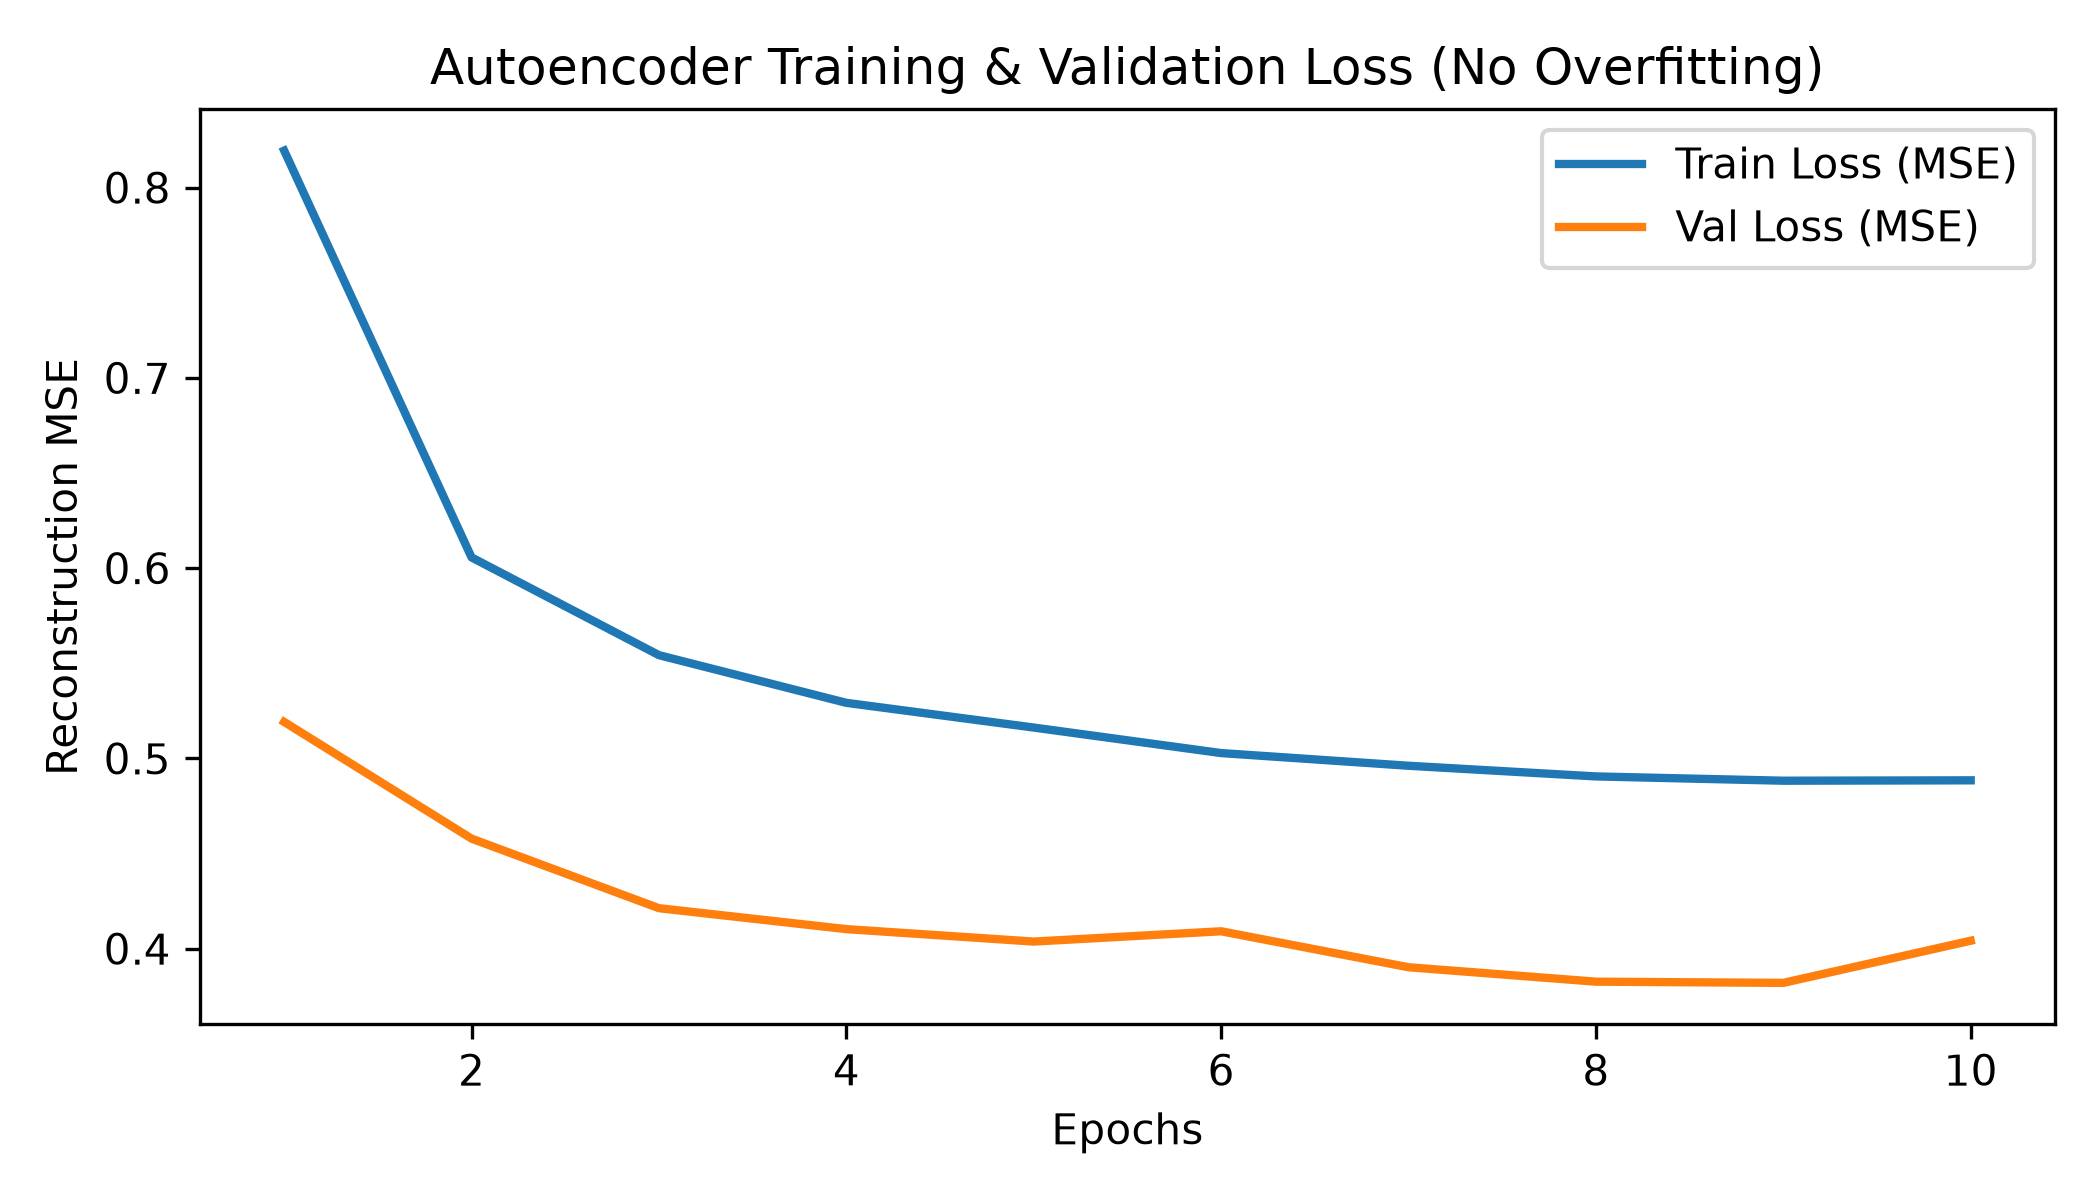 Autoencoder Training & Validation Loss (No Overfitting)
Train Loss (MSE)
Val Loss (MSE)
Reconstruction MSE
0.8
0.7
0.6
0.5
0.4
2 4 6 8 10
Epochs